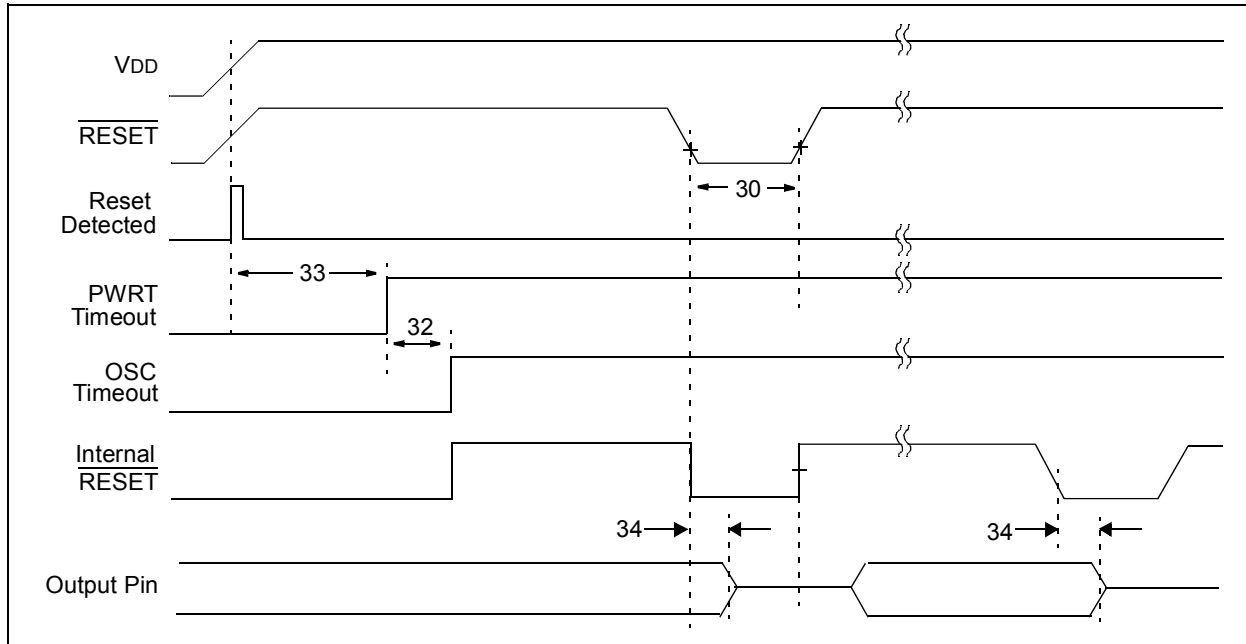 VDD
RESET
30
Reset
Detected
33
PWRT
Timeout
32
OSC
Timeout
Internal
RESET
34
34
Output Pin